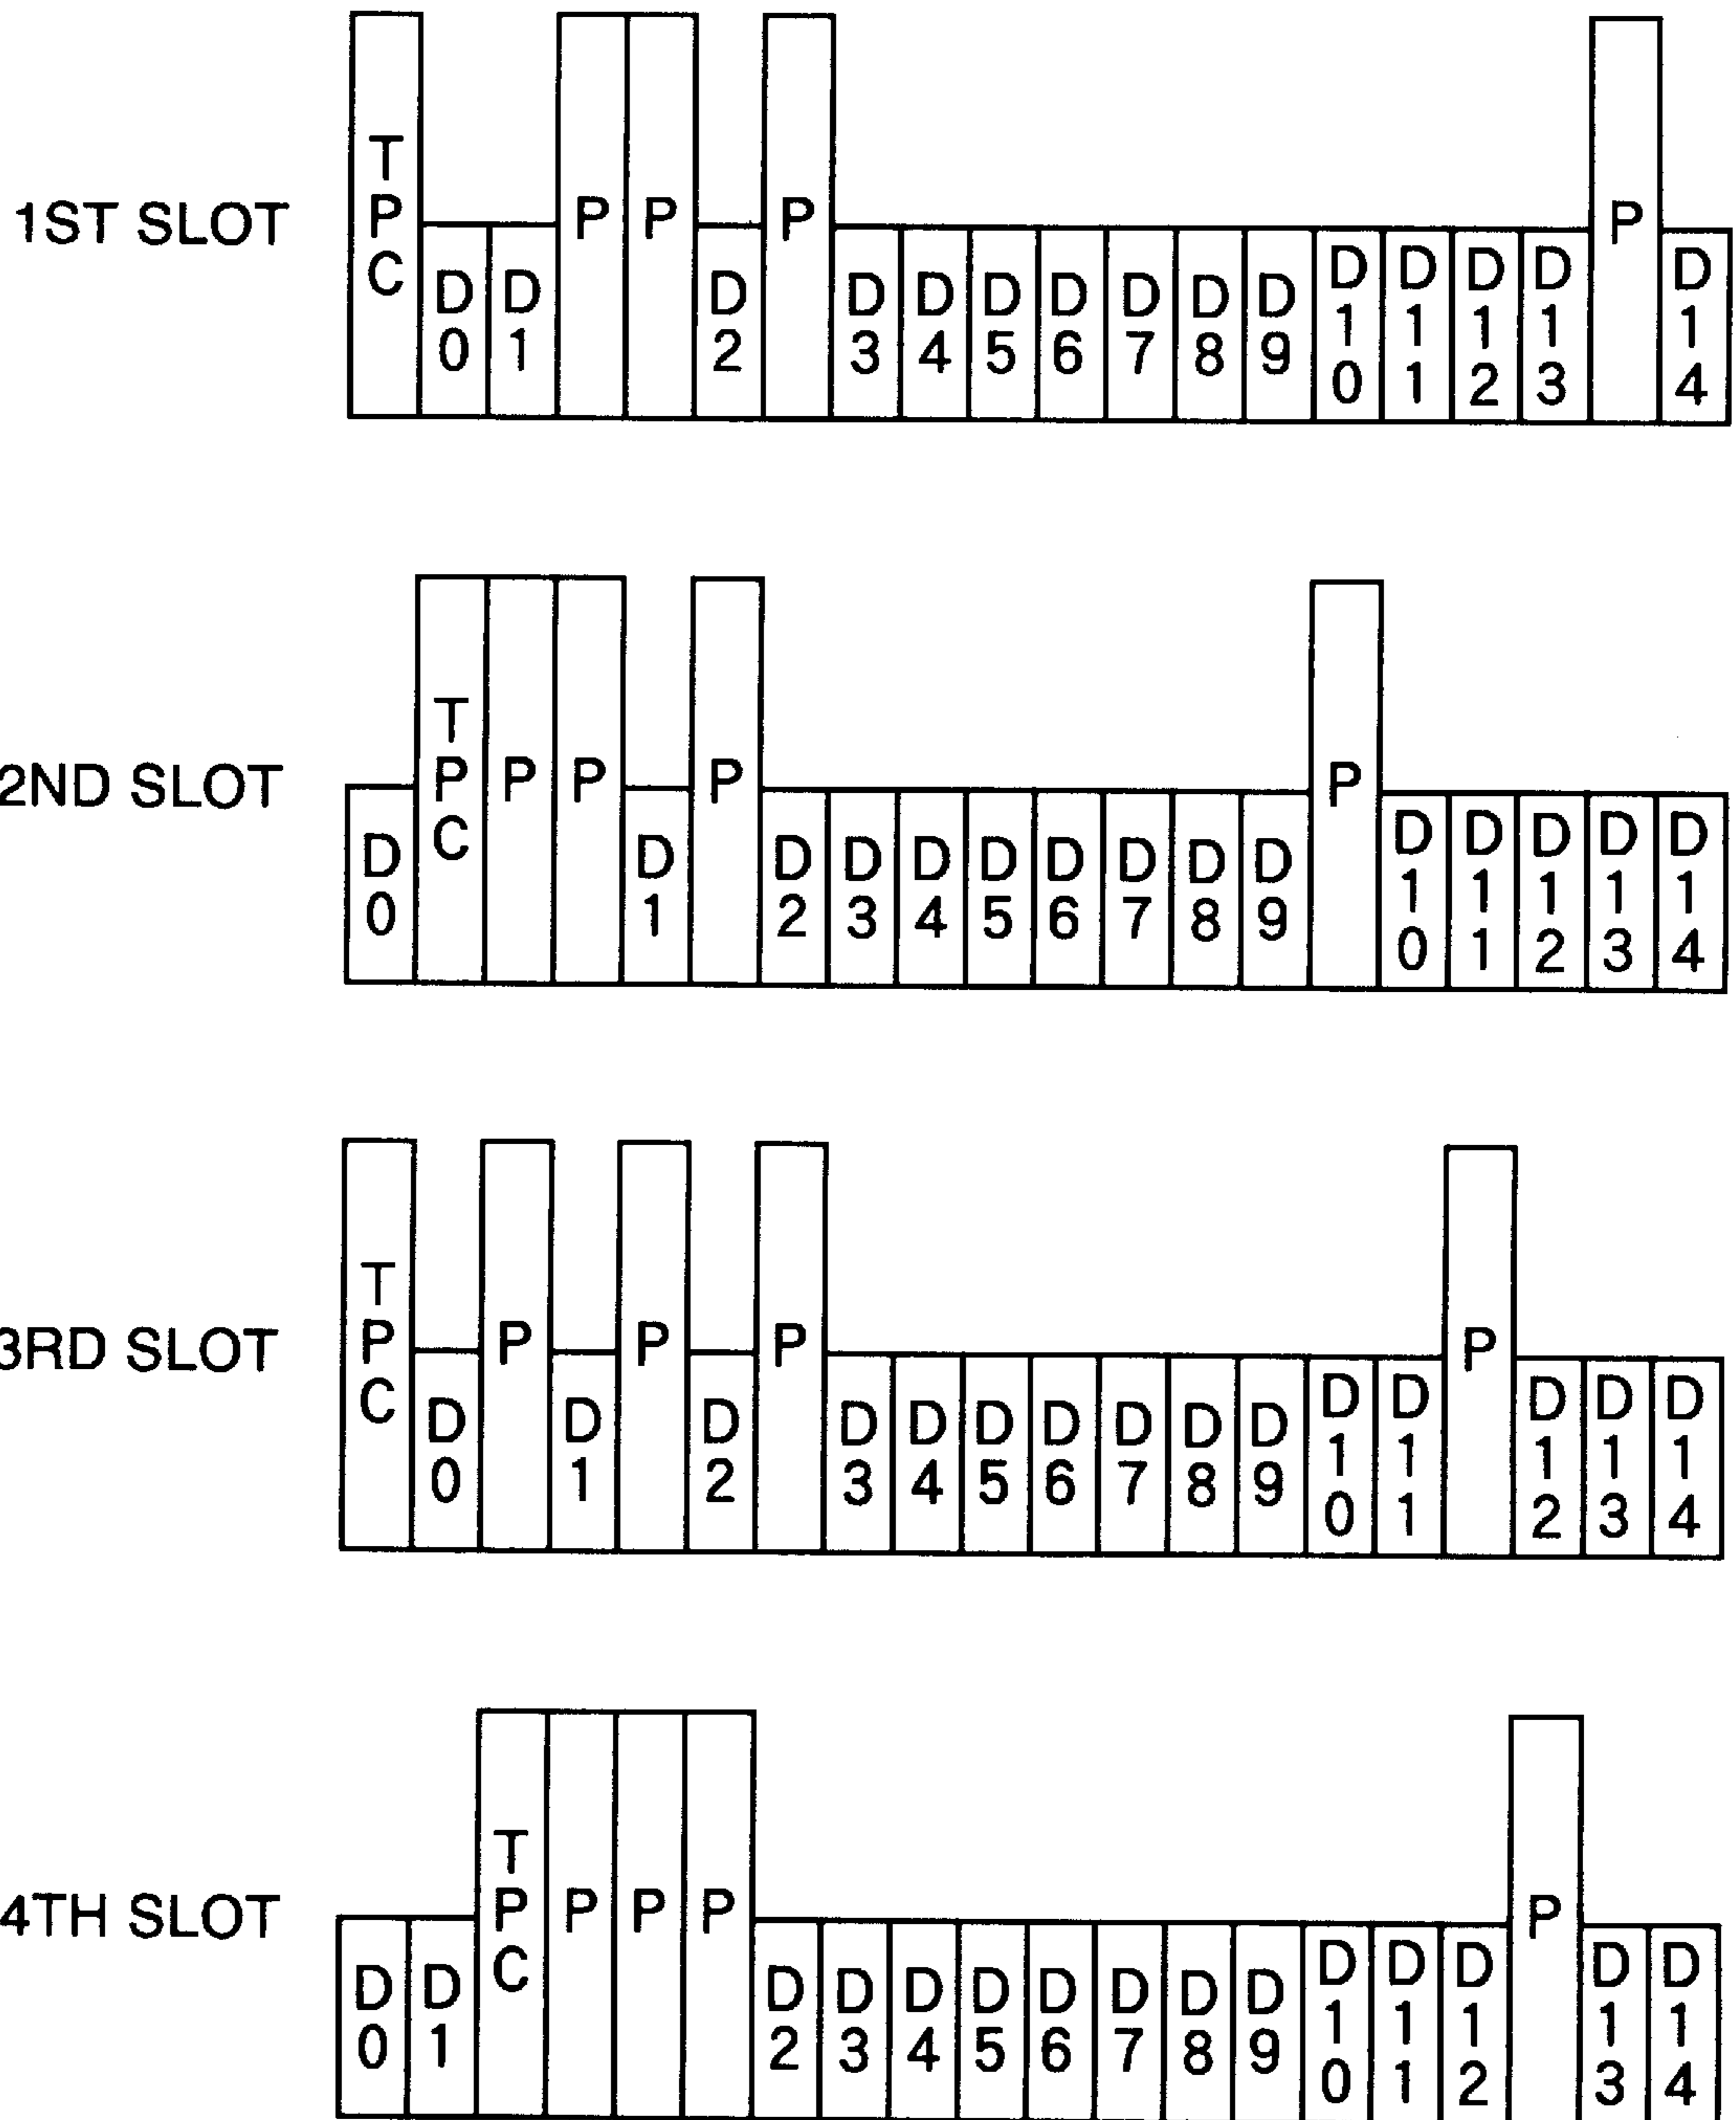 1ST SLOT TPC D0 D1 P P D2 P D3 D4 D5 D6 D7 D8 D9 D10 D11 D12 D13 P D14
2ND SLOT D0 TPC P P D1 P D2 D3 D4 D5 D6 D7 D8 D9 P D10 D11 D12 D13 D14
3RD SLOT TPC D0 P D1 P D2 P D3 D4 D5 D6 D7 D8 D9 D10 D11 P D12 D13 D14
4TH SLOT D0 D1 TPC P P P D2 D3 D4 D5 D6 D7 D8 D9 D10 D11 D12 P D13 D14